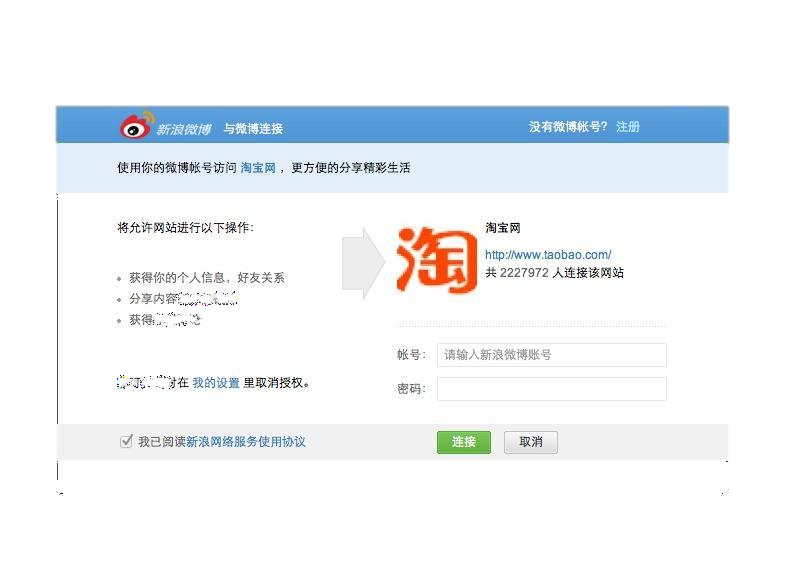 新浪微博 与微博连接 没有微博帐号? 注册
使用你的微博帐号访问 淘宝网 ，更方便的分享精彩生活
将允许网站进行以下操作:
获得你的个人信息，好友关系
分享内容
获得
在 我的设置 里取消授权。
淘
淘宝网
http://www.taobao.com/
共 2227972 人连接该网站
帐号: 请输入新浪微博账号
密码:
我已阅读新浪网络服务使用协议
连接 取消